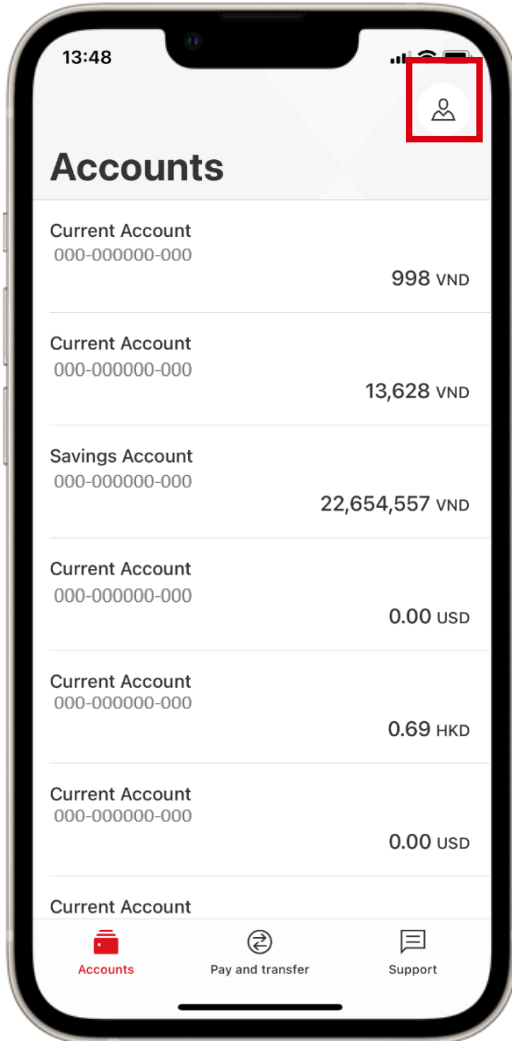 13:48
Accounts
Current Account
000-000000-000
998 VND
Current Account
000-000000-000
13,628 VND
Savings Account
000-000000-000
22,654,557 VND
Current Account
000-000000-000
0.00 USD
Current Account
000-000000-000
0.69 HKD
Current Account
000-000000-000
0.00 USD
Current Account
Accounts Pay and transfer Support